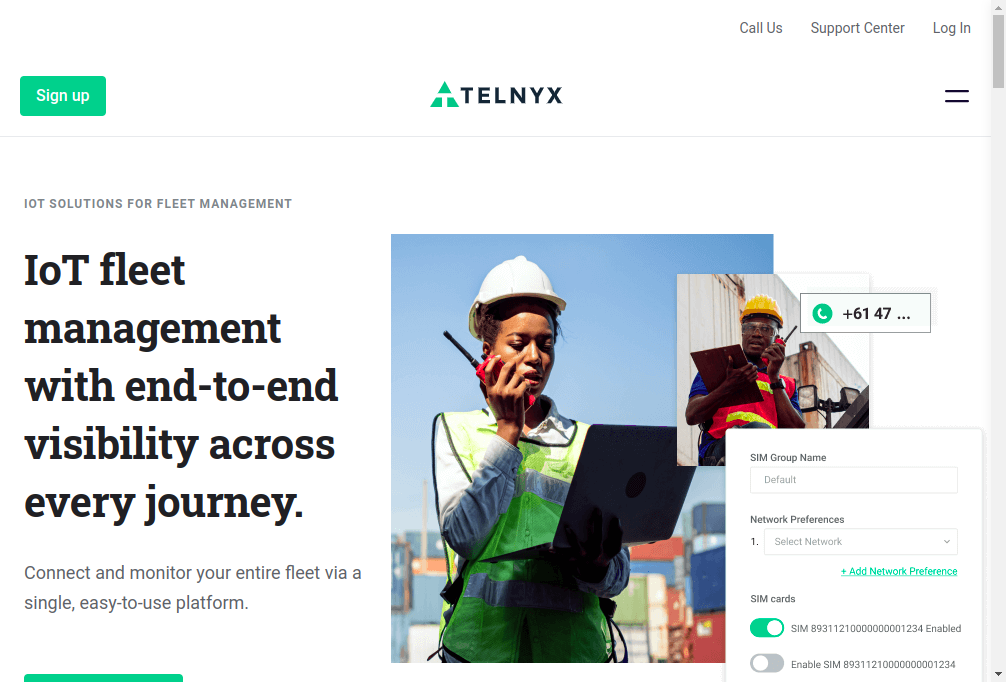 Call Us
Support Center
Log In
Sign up
TELNYX
IOT SOLUTIONS FOR FLEET MANAGEMENT
IoT fleet
management
with end-to-end
visibility across
every journey.
Connect and monitor your entire fleet via a
single, easy-to-use platform.
+61 47 ...
SIM Group Name
Default
Network Preferences
1. Select Network
+ Add Network Preference
SIM cards
SIM 89311210000000001234 Enabled
Enable SIM 89311210000000001234